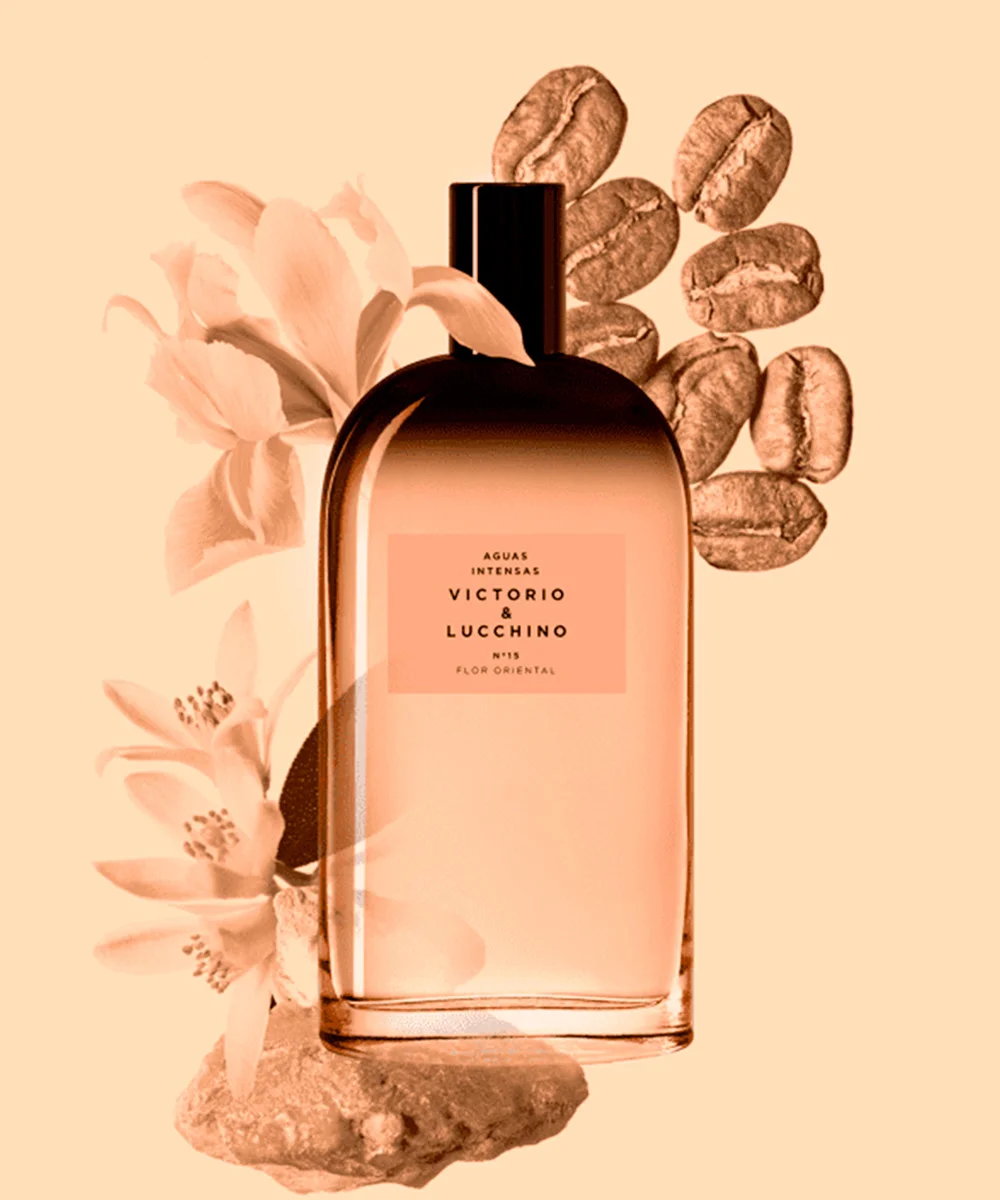 AGUAS
INTENSAS
VICTORIO
&
LUCCHINO
Nº15
FLOR ORIENTAL